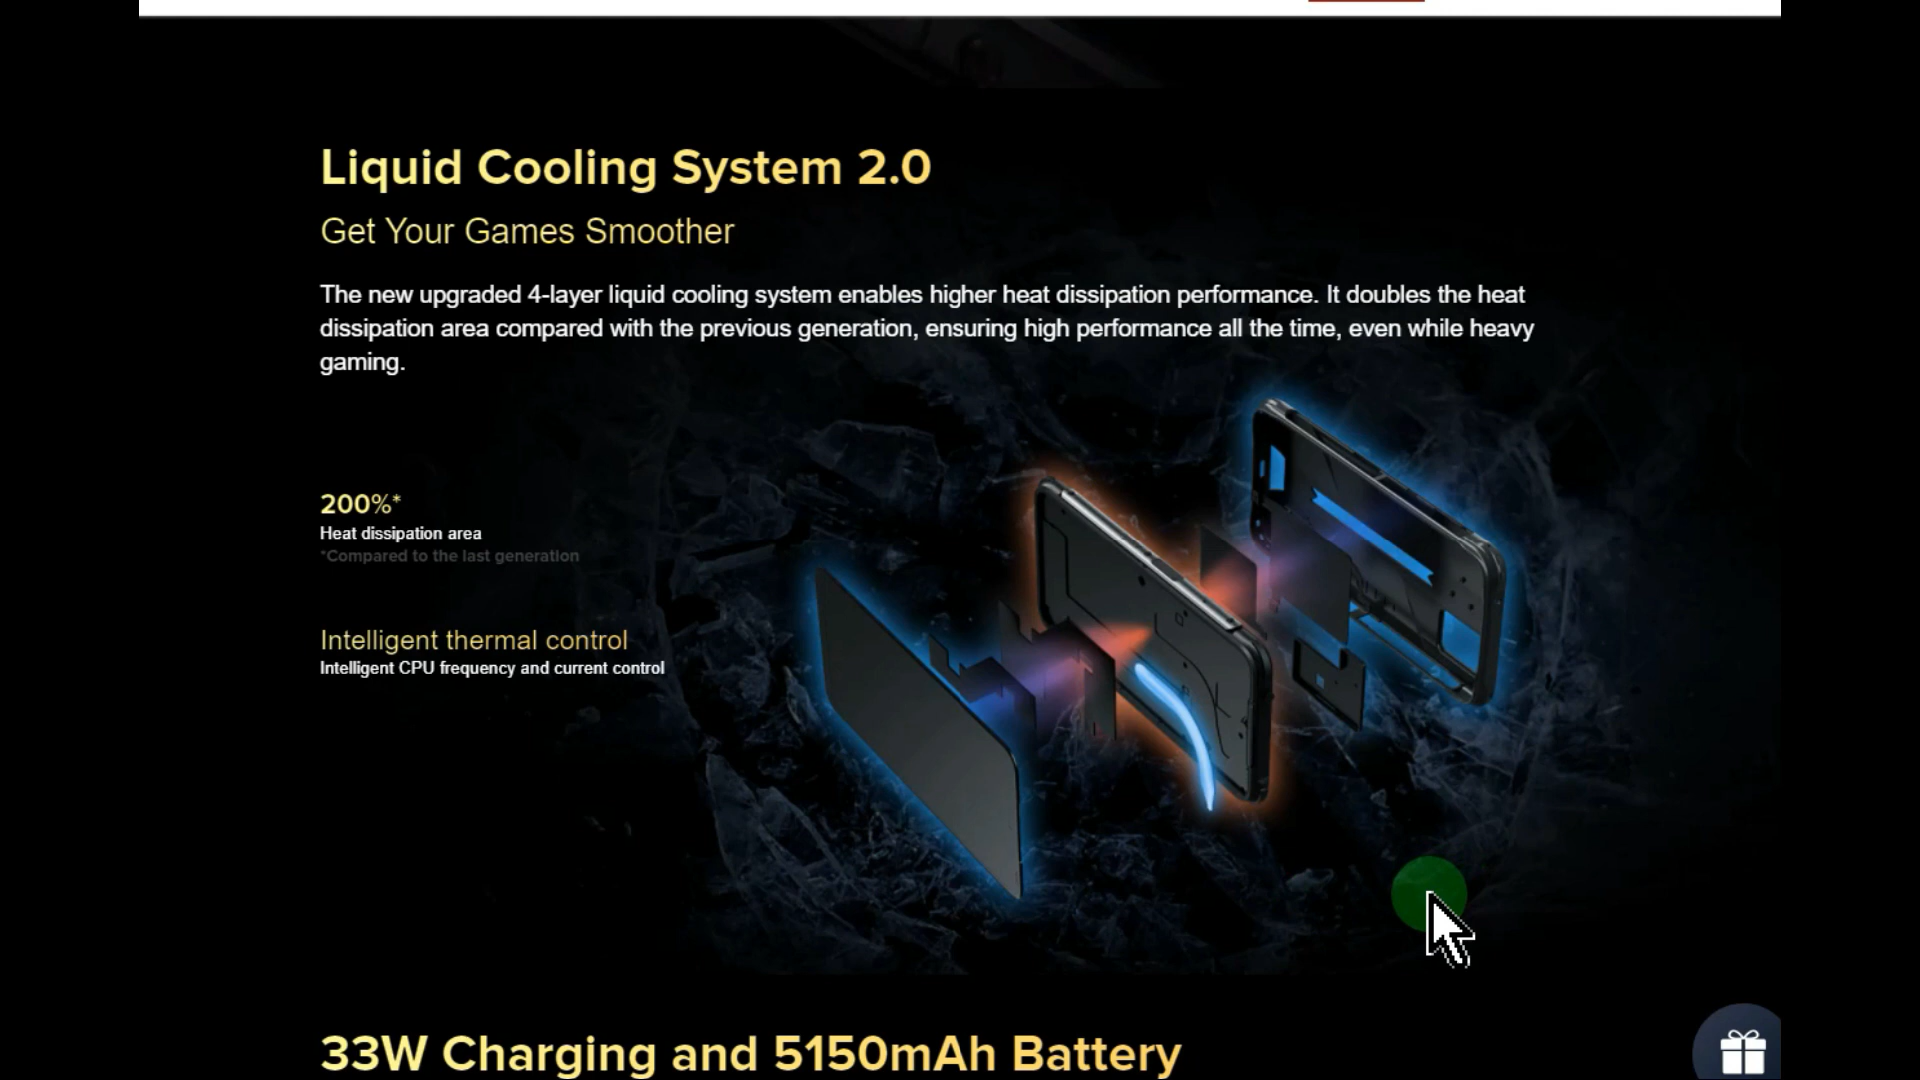 Liquid Cooling System 2.0
Get Your Games Smoother
The new upgraded 4-layer liquid cooling system enables higher heat dissipation performance. It doubles the heat
dissipation area compared with the previous generation, ensuring high performance all the time, even while heavy
gaming.
200%*
Heat dissipation area
*Compared to the last generation
Intelligent thermal control
Intelligent CPU frequency and current control
33W Charging and 5150mAh Battery